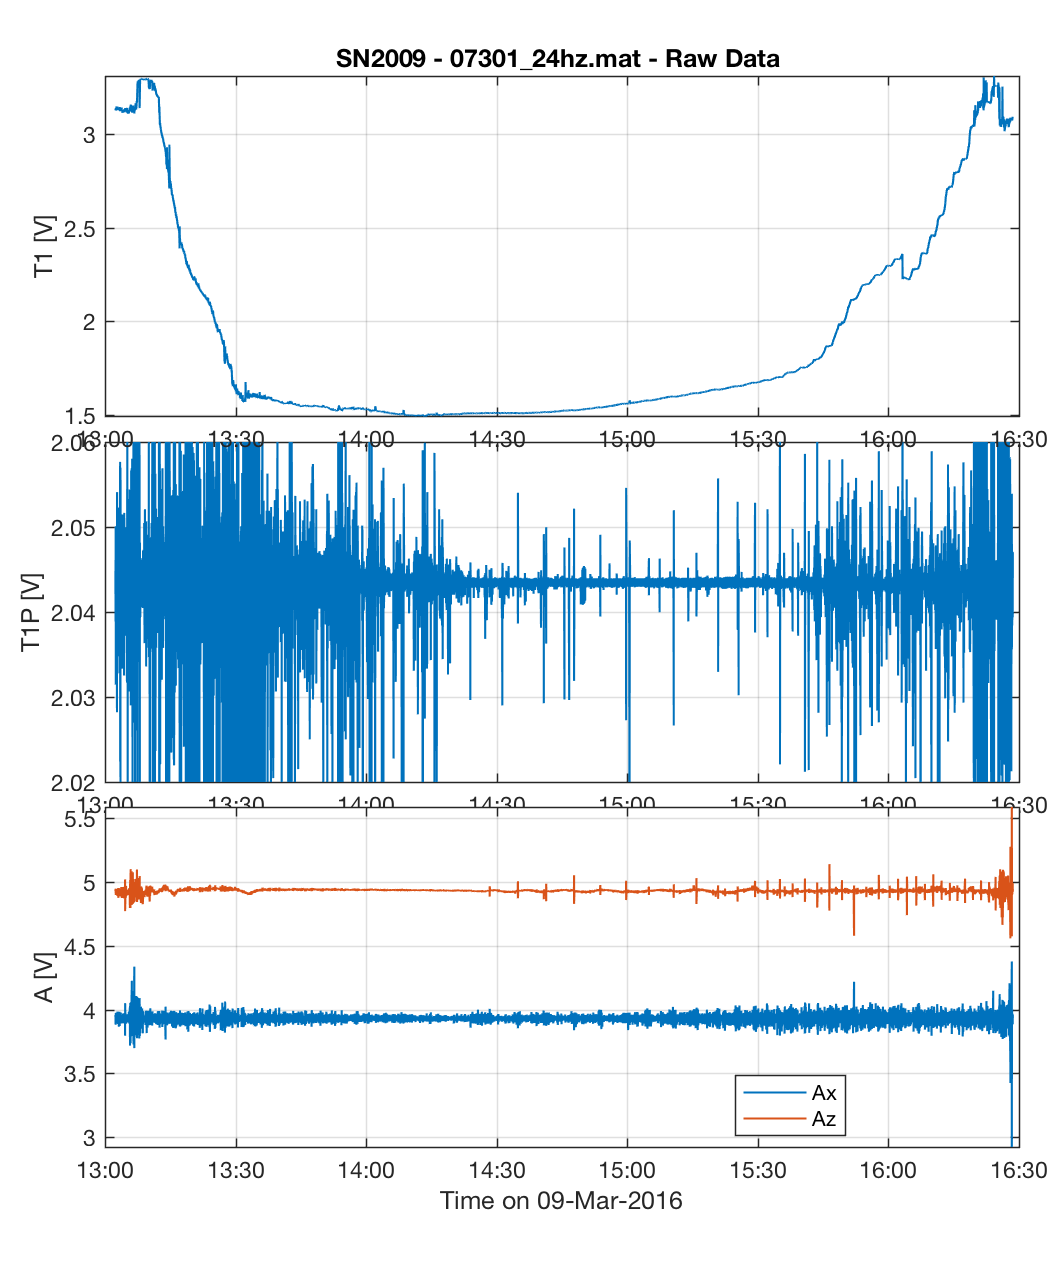 SN2009 - 07301_24hz.mat - Raw Data
T1 [V]
3
2.5
2
1.5
13:00 13:30 14:00 14:30 15:00 15:30 16:00 16:30
T1P [V]
2.06
2.05
2.04
2.03
2.02
13:00 13:30 14:00 14:30 15:00 15:30 16:00 16:30
A [V]
5.5
5
4.5
4
3.5
3
Ax
Az
13:00 13:30 14:00 14:30 15:00 15:30 16:00 16:30
Time on 09-Mar-2016